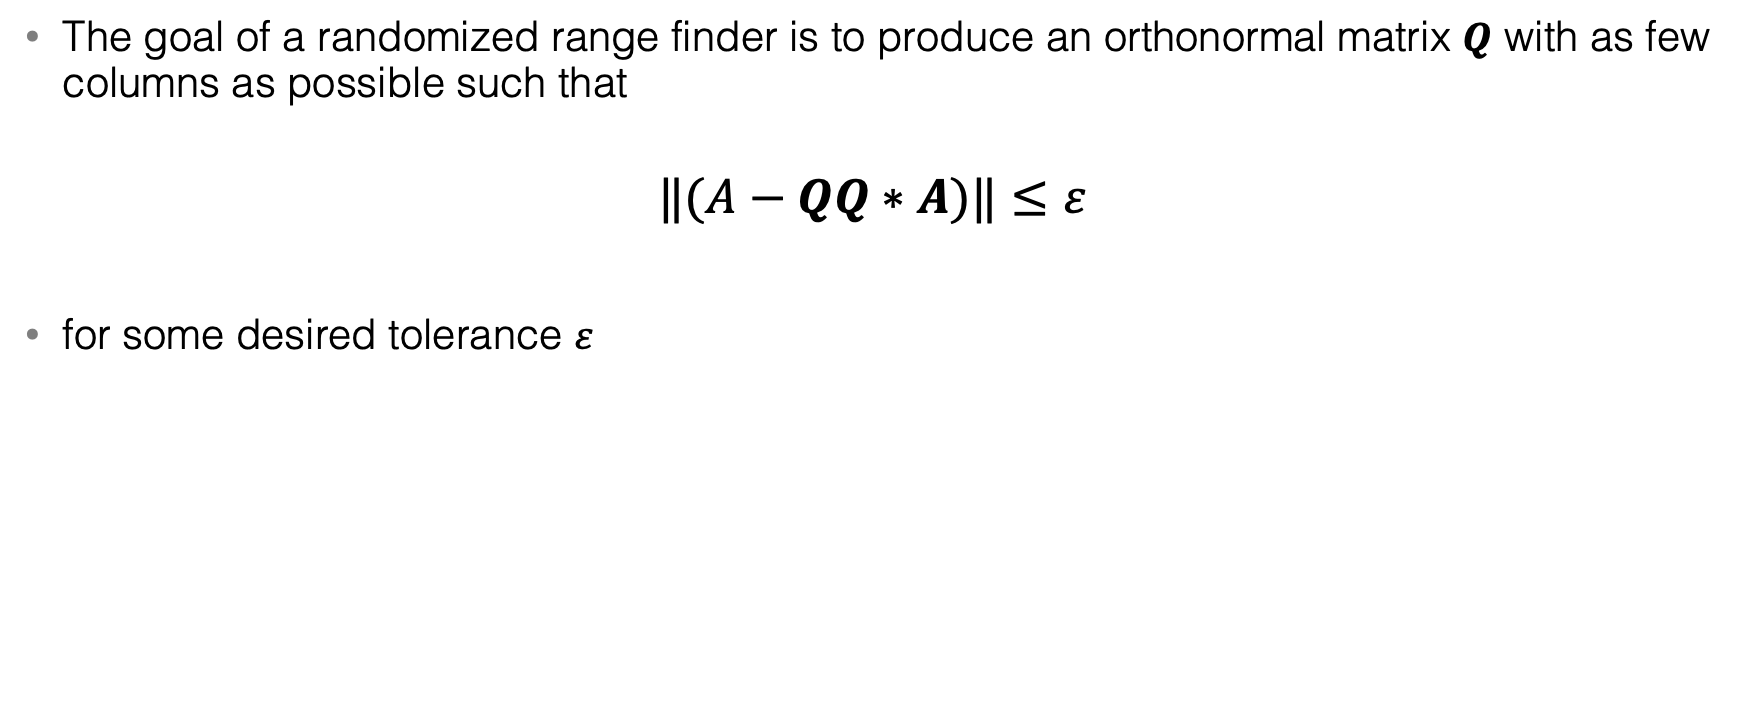 • The goal of a randomized range finder is to produce an orthonormal matrix Q with as few
columns as possible such that
‖(A − QQ ∗ A)‖ ≤ ε
• for some desired tolerance ε